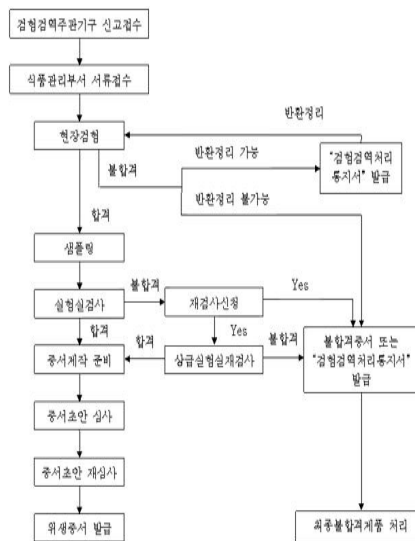 검험검역주관기구 신고접수
식품관리부서 서류접수
현장검험
반환정리
반환정리 가능
불합격
"검험검역처리
통지서" 발급
반환정리 불가능
합격
샘플링
실험실검사
불합격
재검사신청
Yes
합격
Yes
중서제작 준비
합격
상급실험실재검사
불합격
불합격중서 또는
"검험검역처리통지서"
발급
중서초안 심사
중서초안 재심사
위생중서 발급
최종불합격제품 처리